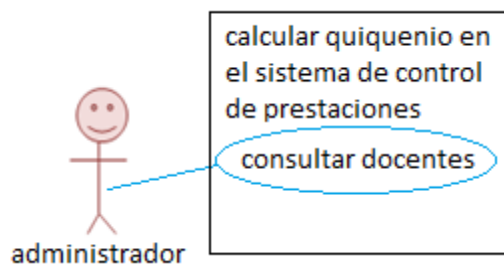 calcular quiquenio en
el sistema de control
de prestaciones
consultar docentes
administrador